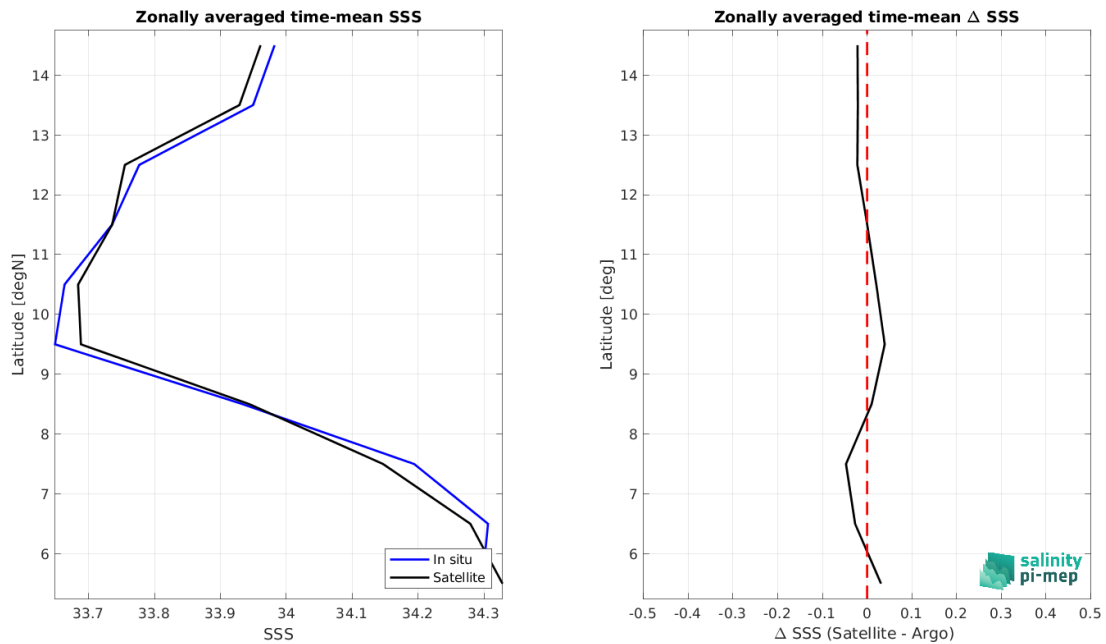 Zonally averaged time-mean SSS
14
13
12
11
10
9
8
7
6
Latitude [degN]
In situ
Satellite
33.7 33.8 33.9 34 34.1 34.2 34.3
SSS
Zonally averaged time-mean Δ SSS
14
13
12
11
10
9
8
7
6
Latitude [deg]
salinity
pi-mep
-0.5 -0.4 -0.3 -0.2 -0.1 0 0.1 0.2 0.3 0.4 0.5
Δ SSS (Satellite - Argo)